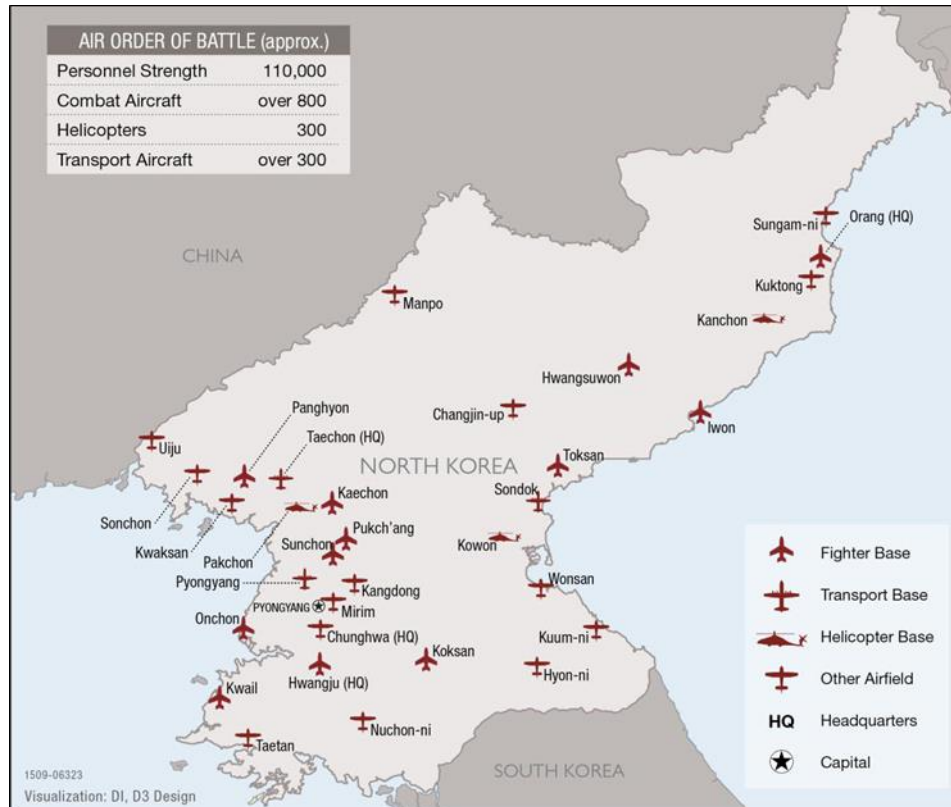 AIR ORDER OF BATTLE (approx.)
Personnel Strength 110,000
Combat Aircraft over 800
Helicopters 300
Transport Aircraft over 300
CHINA
Sungam-ni
Orang (HQ)
Kuktong
Manpo
Kanchon
Hwangsuwon
Changjin-up
Iwon
Panghyon
Uiju
Taechon (HQ)
NORTH KOREA
Toksan
Sonchon
Kaechon
Sondok
Kwaksan
Pukch'ang
Pakchon
Sunchon
Kowon
Pyongyang
Kangdong
Wonsan
PYONGYANG
Mirim
Onchon
Chunghwa (HQ)
Kuum-ni
Koksan
Hwangju (HQ)
Hyon-ni
Kwail
Nuchon-ni
Taetan
SOUTH KOREA
Fighter Base
Transport Base
Helicopter Base
Other Airfield
HQ Headquarters
Capital
1509-06323
Visualization: DI, D3 Design